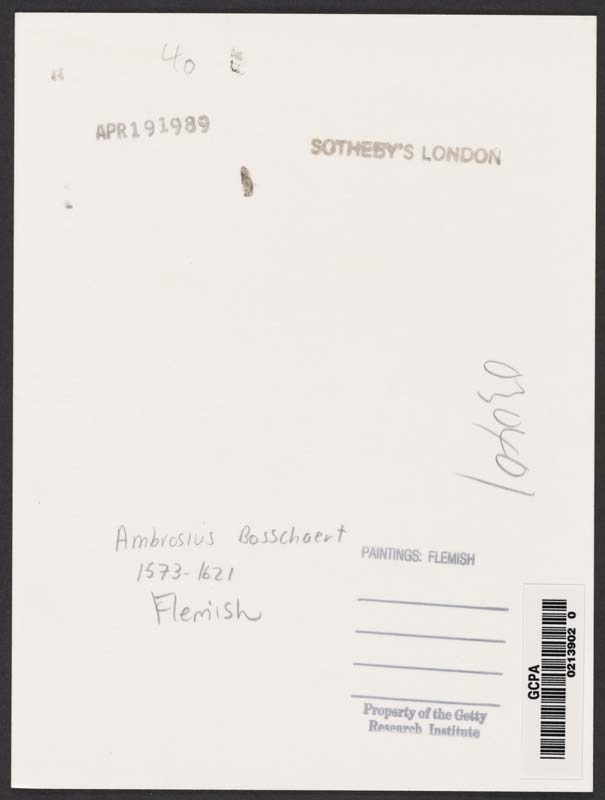 40
APR 19 1989
SOTHEBY'S LONDON
Ambrosius Bosschaert
1573-1621
Flemish
PAINTINGS: FLEMISH
Property of the Getty
Research Institute
GCPA
0213902 0